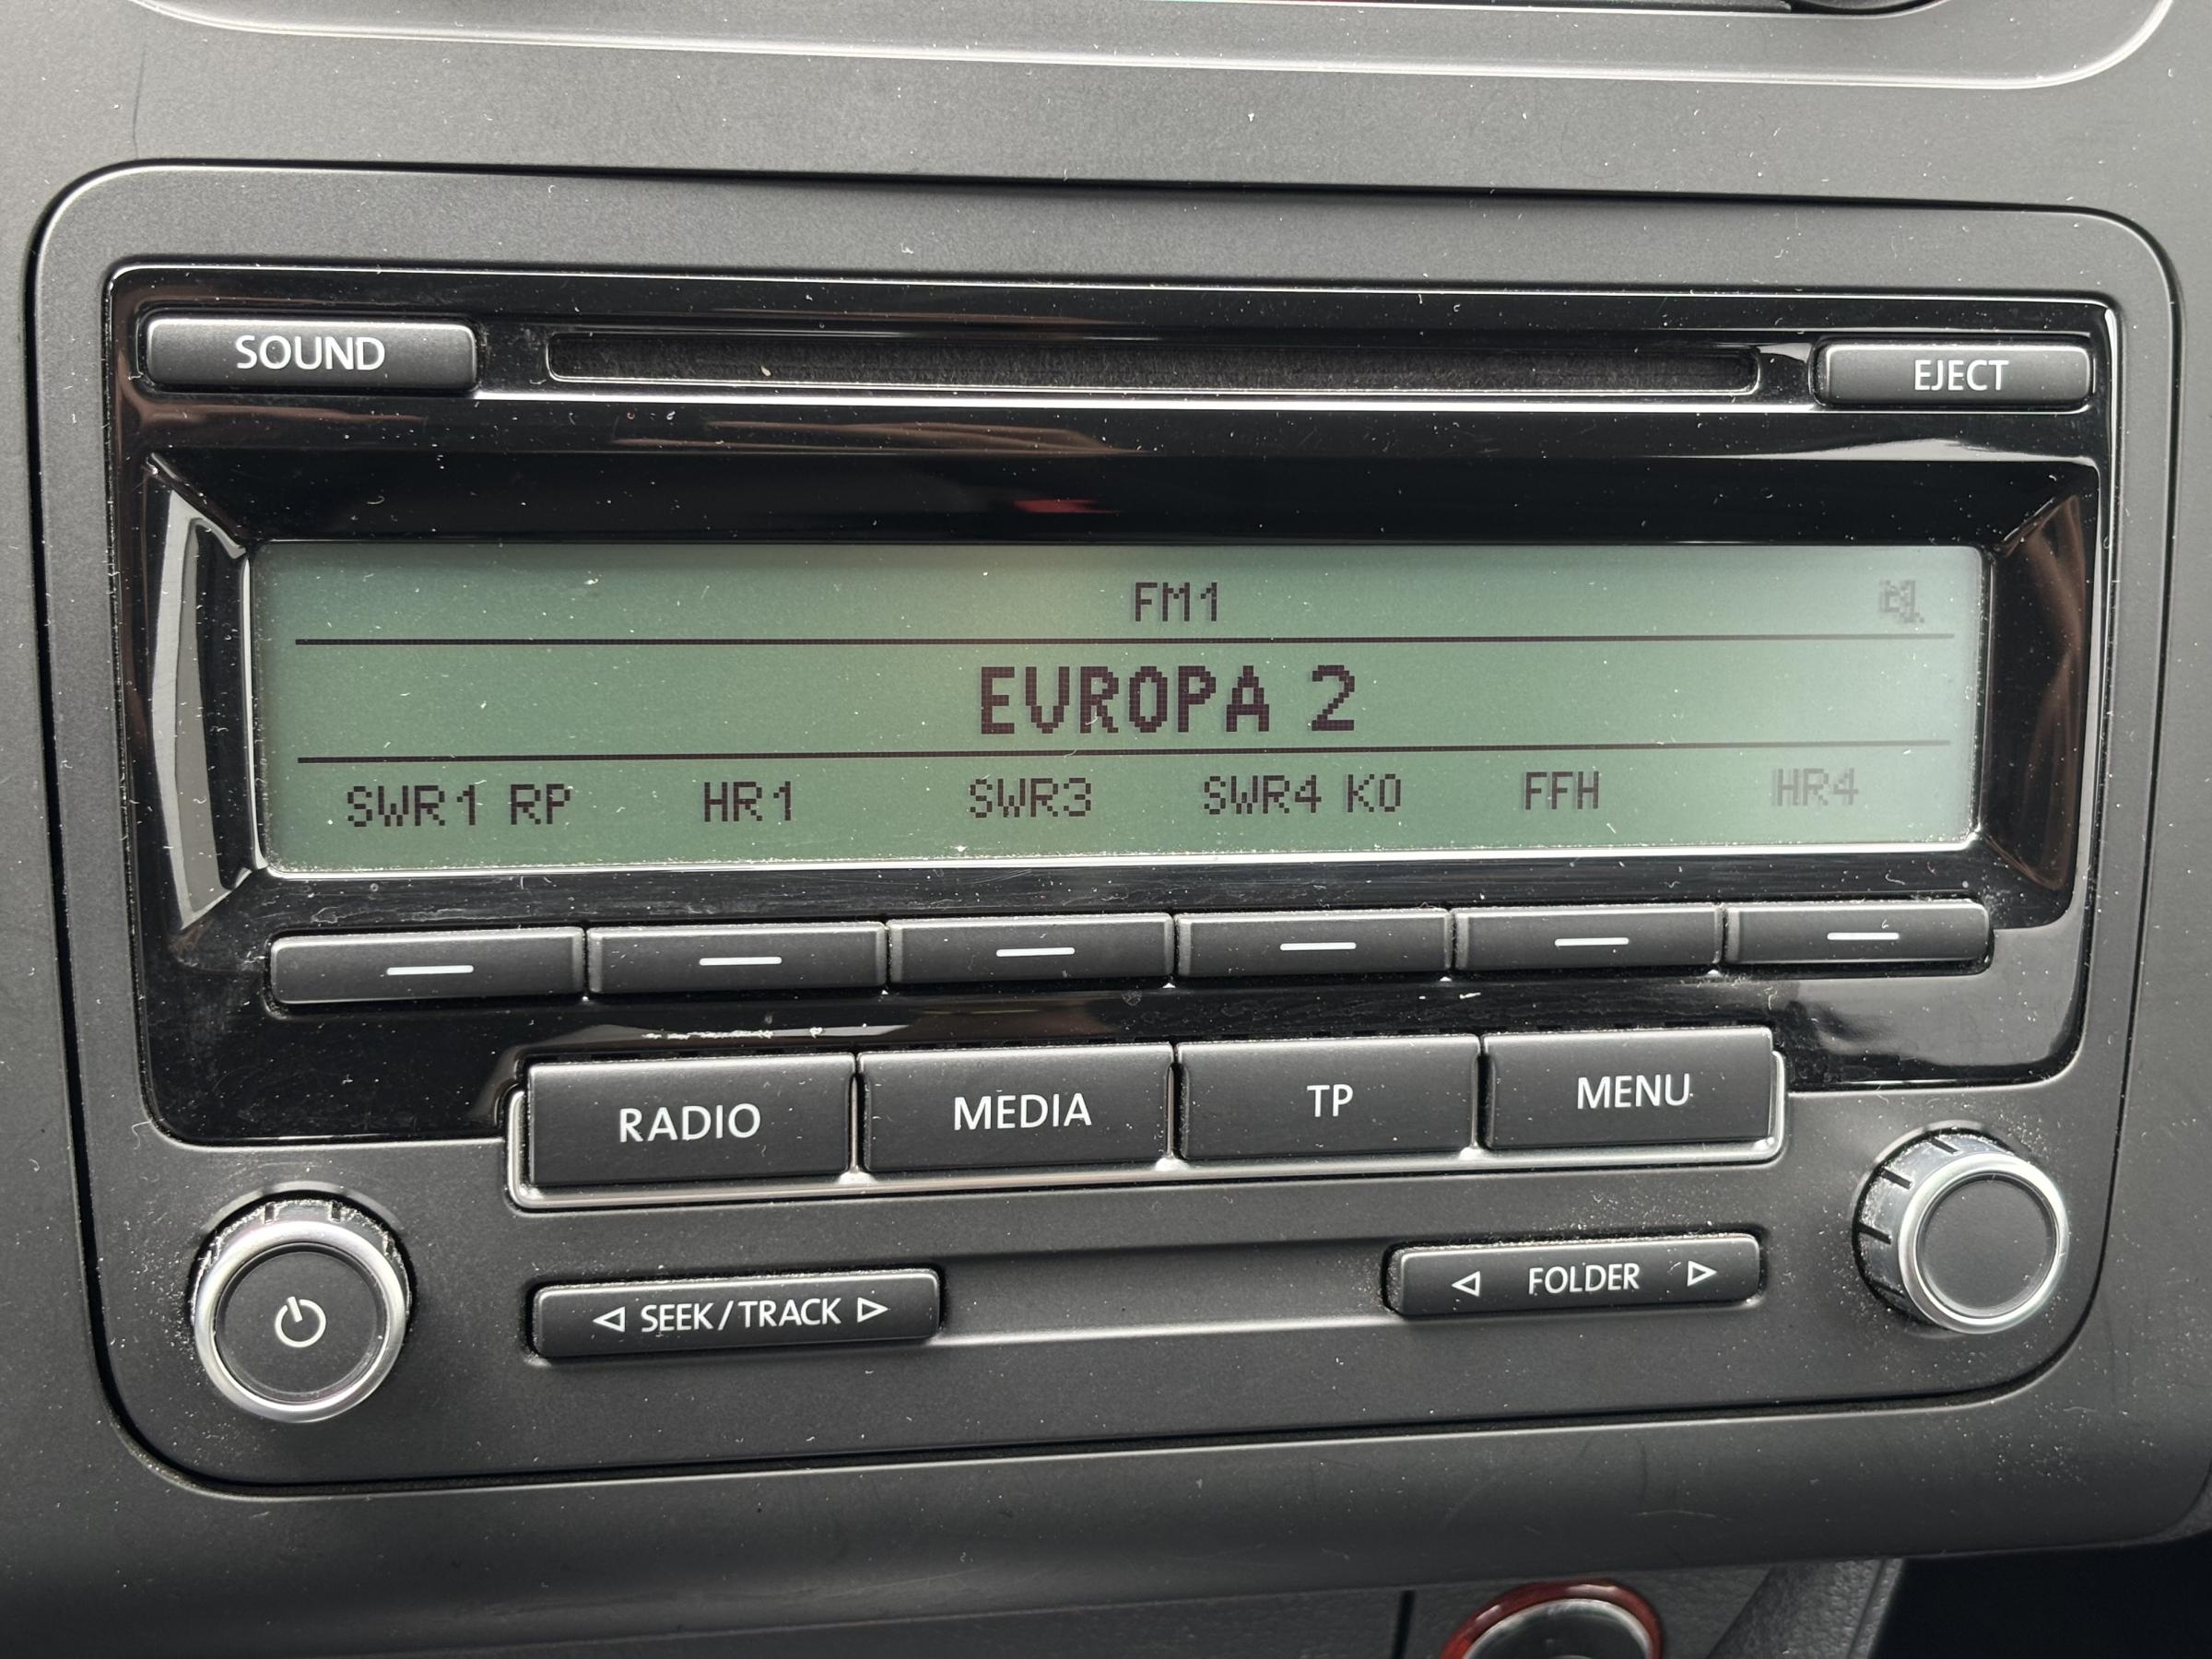 SOUND EJECT
FM1
EVROPA 2
SWR1 RP HR1 SWR3 SWR4 KO FFH HR4
RADIO MEDIA TP MENU
SEEK/TRACK FOLDER